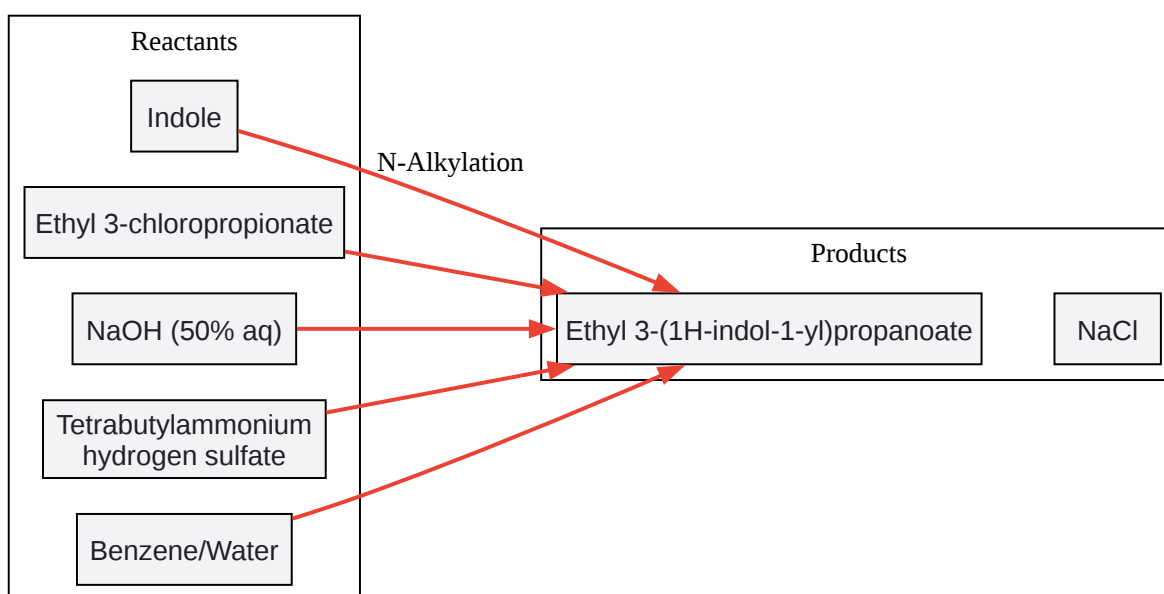 Reactants
Indole
N-Alkylation
Ethyl 3-chloropropionate
Products
NaOH (50% aq)
Ethyl 3-(1H-indol-1-yl)propanoate
NaCl
Tetrabutylammonium
hydrogen sulfate
Benzene/Water